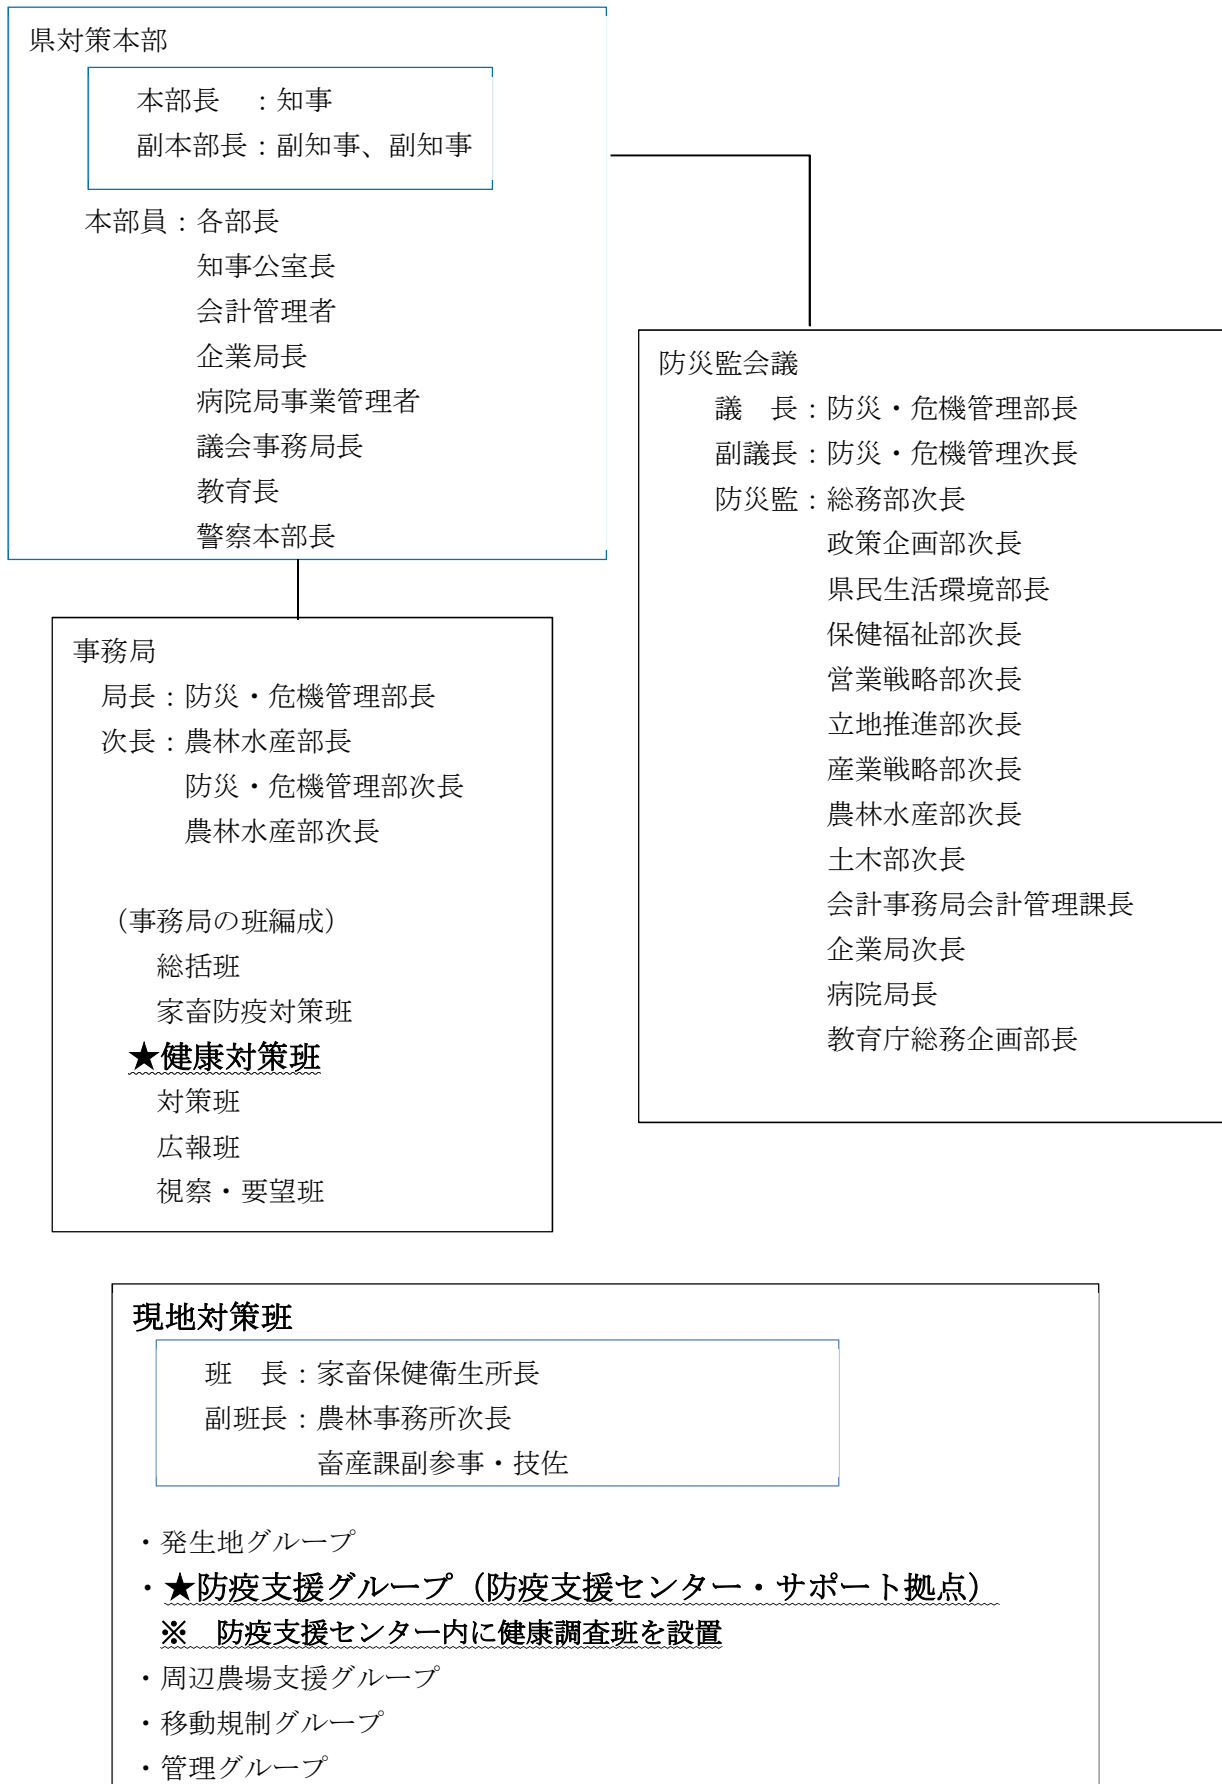 県対策本部
本部長　：知事
副本部長：副知事、副知事
本部員：各部長
知事公室長
会計管理者
企業局長
病院局事業管理者
議会事務局長
教育長
警察本部長
防災監会議
議　長：防災・危機管理部長
副議長：防災・危機管理次長
防災監：総務部次長
政策企画部次長
県民生活環境部長
保健福祉部次長
営業戦略部次長
立地推進部次長
産業戦略部次長
農林水産部次長
土木部次長
会計事務局会計管理課長
企業局次長
病院局長
教育庁総務企画部長
事務局
局長：防災・危機管理部長
次長：農林水産部長
防災・危機管理部次長
農林水産部次長
（事務局の班編成）
総括班
家畜防疫対策班
★健康対策班
対策班
広報班
視察・要望班
現地対策班
班　長：家畜保健衛生所長
副班長：農林事務所次長
畜産課副参事・技佐
・発生地グループ
・★防疫支援グループ（防疫支援センター・サポート拠点）
※　防疫支援センター内に健康調査班を設置
・周辺農場支援グループ
・移動規制グループ
・管理グループ